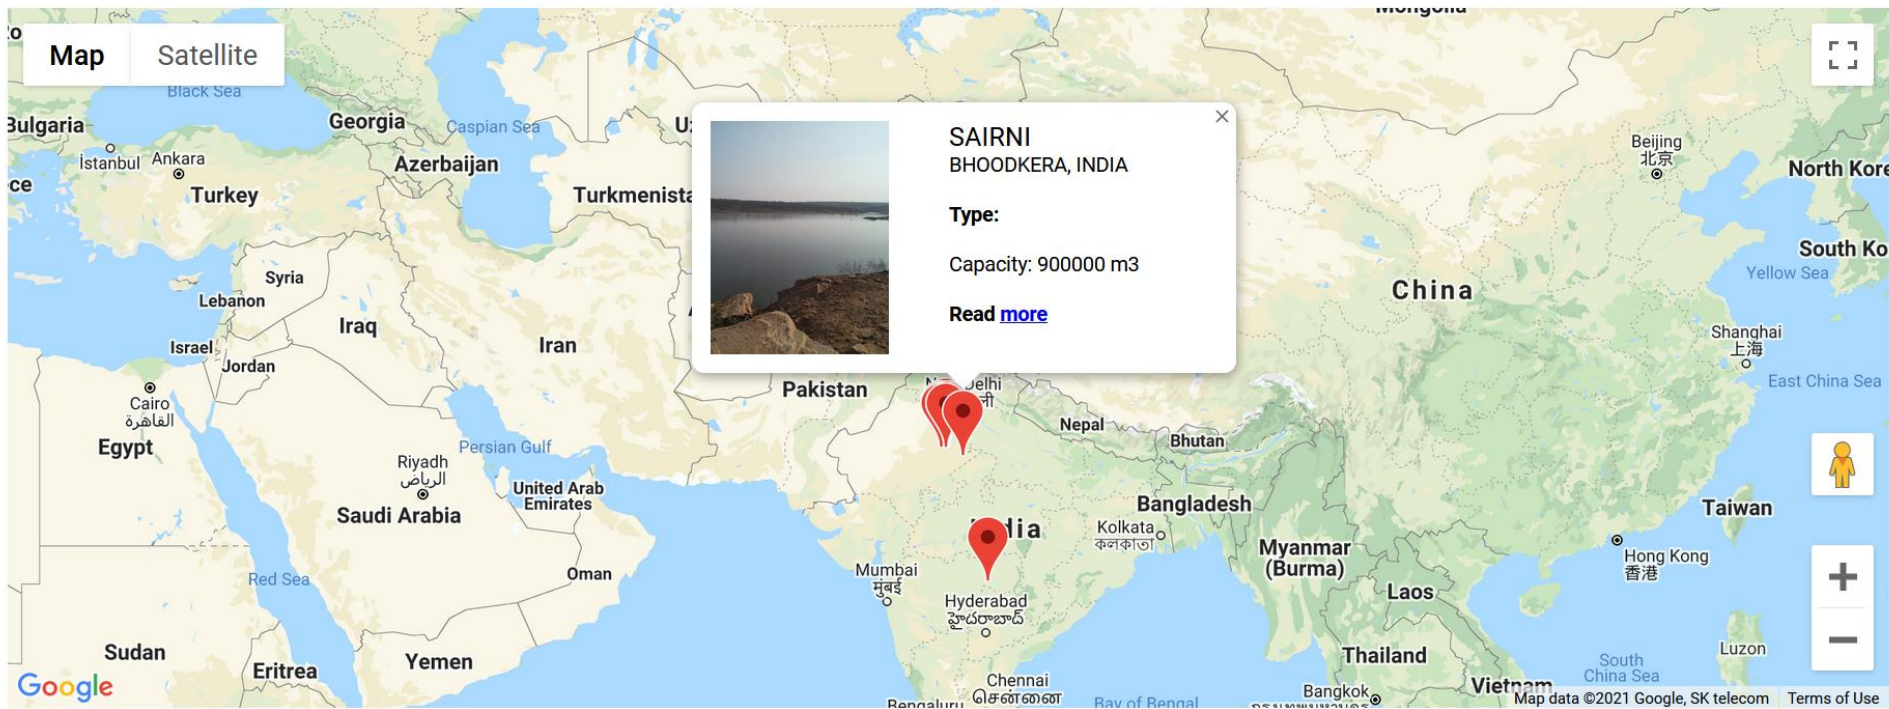 Mongolia
Map
Satellite
Black Sea
Bulgaria
Georgia
Caspian Sea
İstanbul
Ankara
Azerbaijan
Turkey
Turkmenista
SAIRNI
BHOODKERA, INDIA
Type:
Capacity: 900000 m3
Read more
Beijing
北京
North Kore
South Ko
Yellow Sea
China
Shanghai
上海
East China Sea
Syria
Lebanon
Iraq
Israel
Jordan
Iran
Pakistan
Cairo
القاهرة
Egypt
Persian Gulf
Riyadh
الرياض
United Arab
Emirates
Saudi Arabia
Nepal
Bhutan
Bangladesh
Kolkata
কলকাতা
Taiwan
Myanmar
(Burma)
Hong Kong
香港
Mumbai
मुंबई
Oman
Red Sea
Laos
Hyderabad
హైదరాబాద్
Sudan
Eritrea
Yemen
Thailand
Luzon
South
China Sea
Chennai
சென்னை
Bengaluru
Bay of Bengal
Bangkok
Vietnam
Google
Map data ©2021 Google, SK telecom
Terms of Use